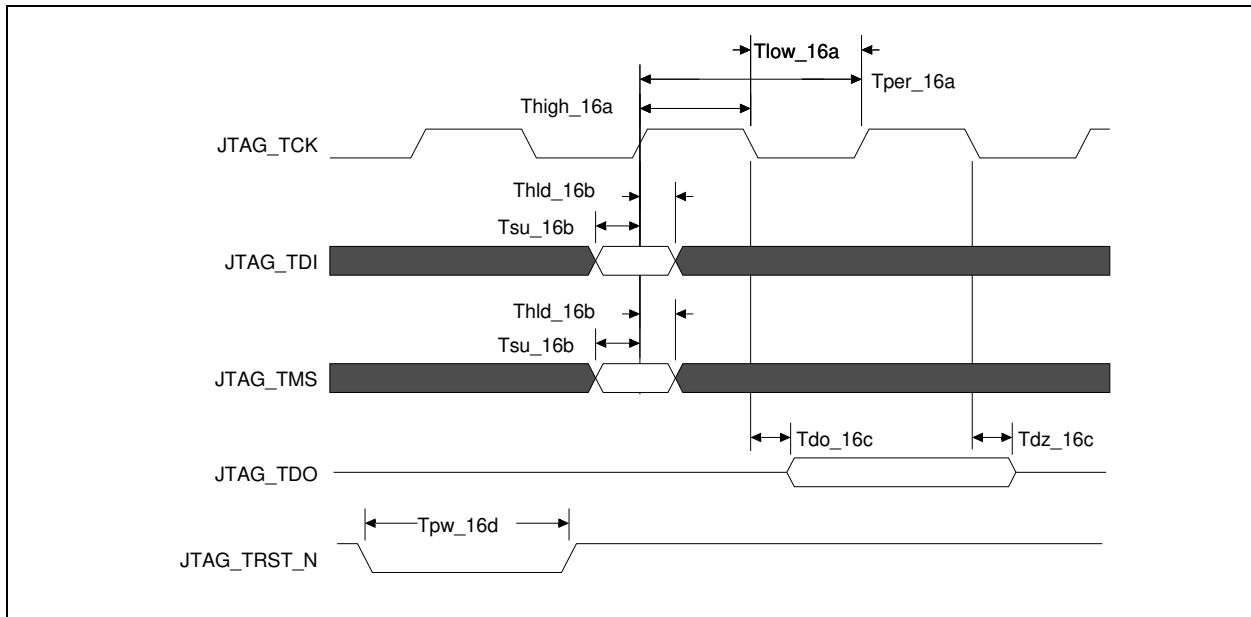 Tlow_16a
Tper_16a
Thigh_16a
JTAG_TCK
Thld_16b
Tsu_16b
JTAG_TDI
Thld_16b
Tsu_16b
JTAG_TMS
Tdo_16c
Tdz_16c
JTAG_TDO
Tpw_16d
JTAG_TRST_N